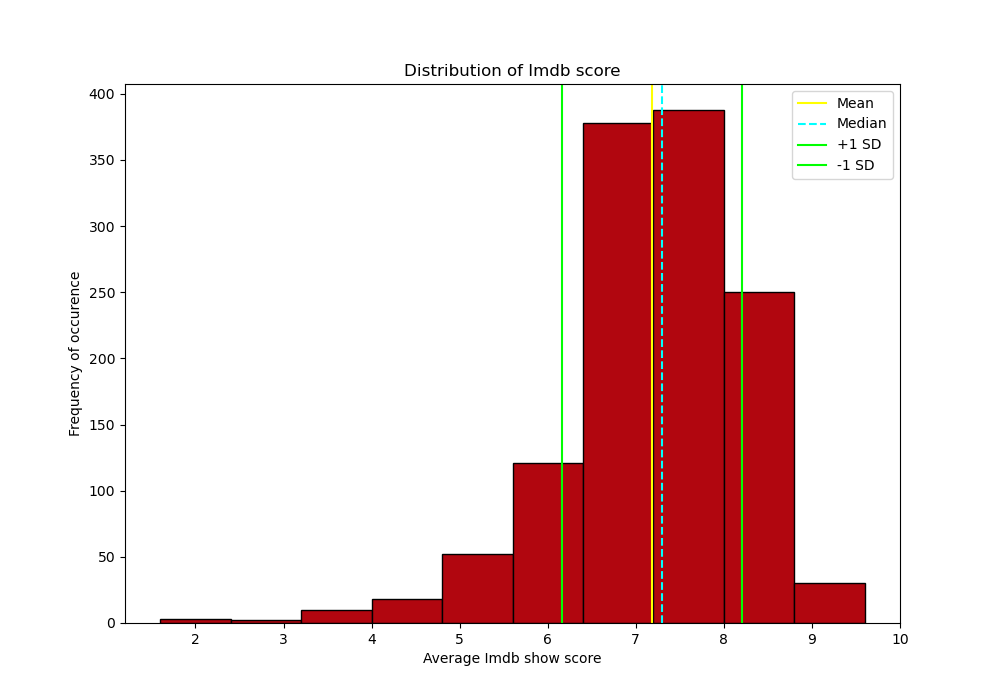 Distribution of Imdb score
Mean
Median
+1 SD
-1 SD
400
350
300
250
200
150
100
50
0
Frequency of occurence
2 3 4 5 6 7 8 9 10
Average Imdb show score